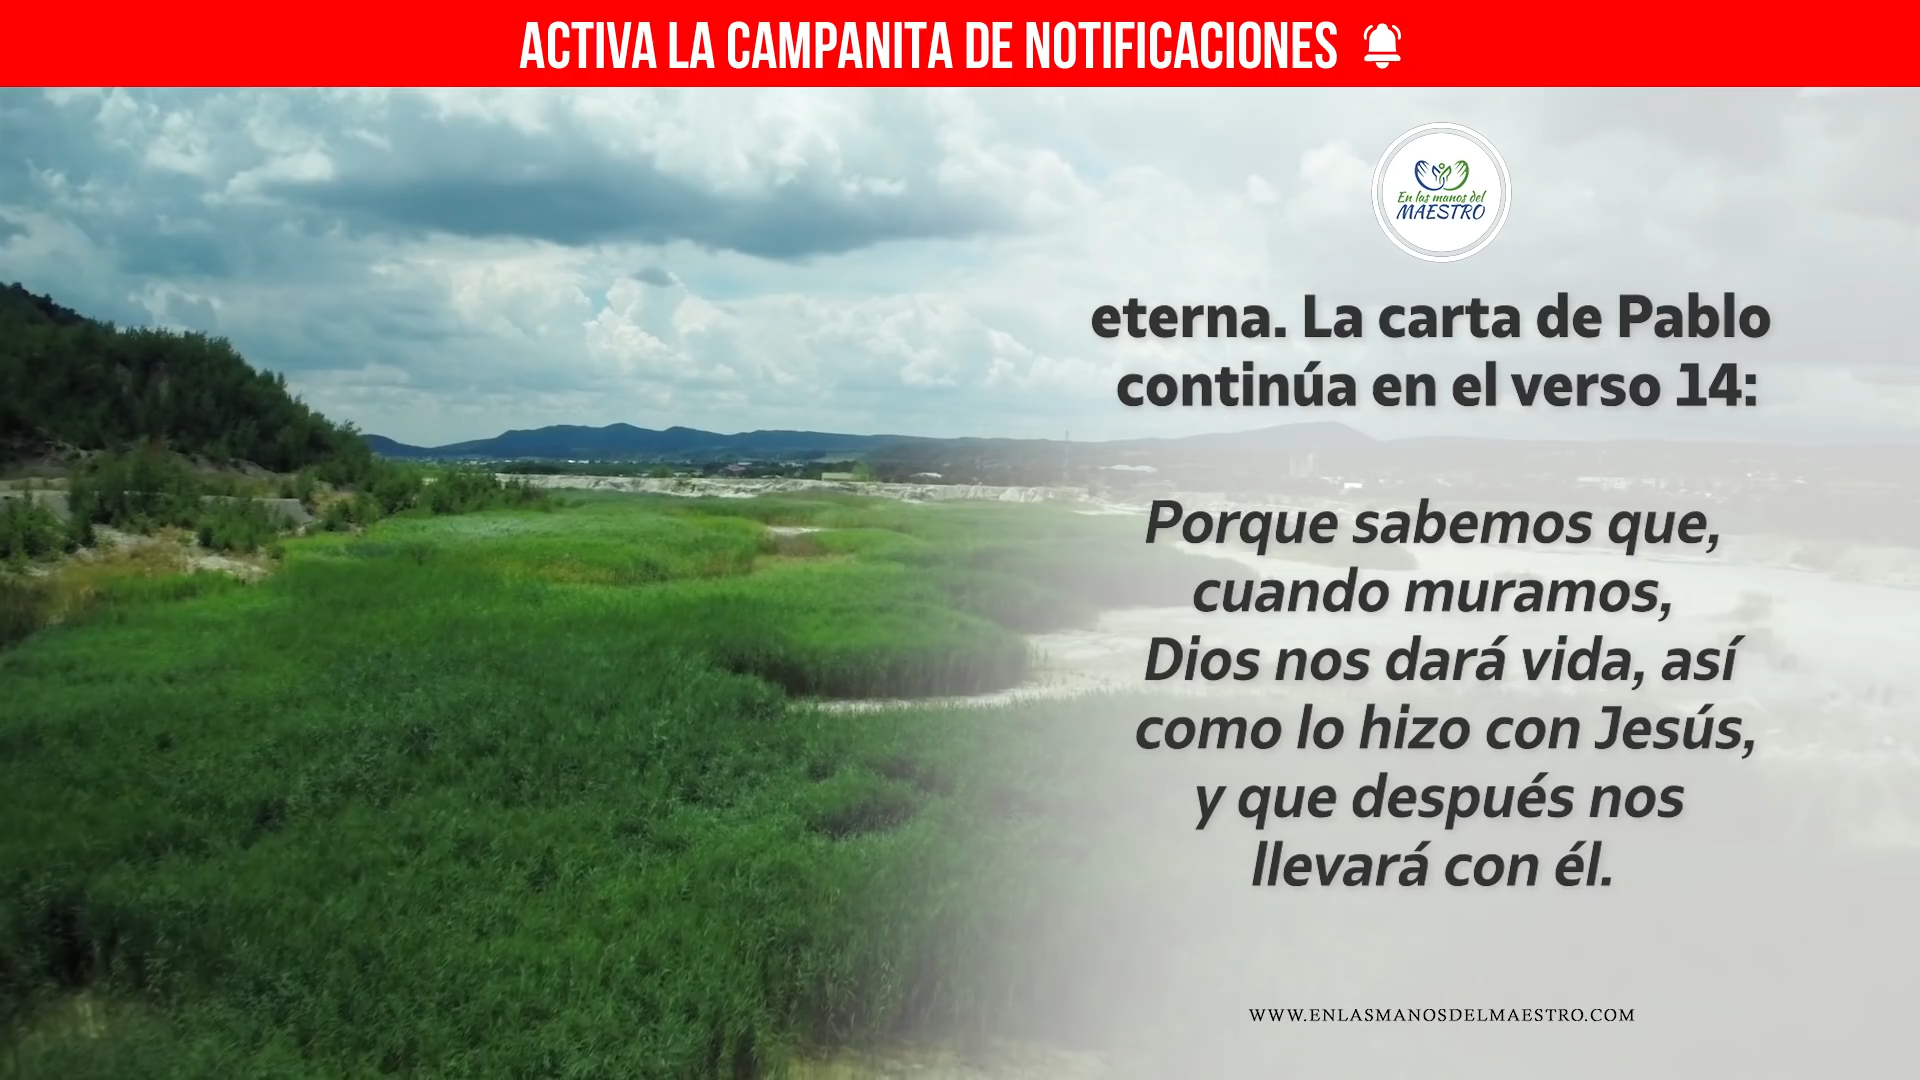 ACTIVA LA CAMPANITA DE NOTIFICACIONES
En las manos del
MAESTRO
eterna. La carta de Pablo
continúa en el verso 14:
Porque sabemos que,
cuando muramos,
Dios nos dará vida, así
como lo hizo con Jesús,
y que después nos
llevará con él.
WWW.ENLASMANOSDELMAESTRO.COM